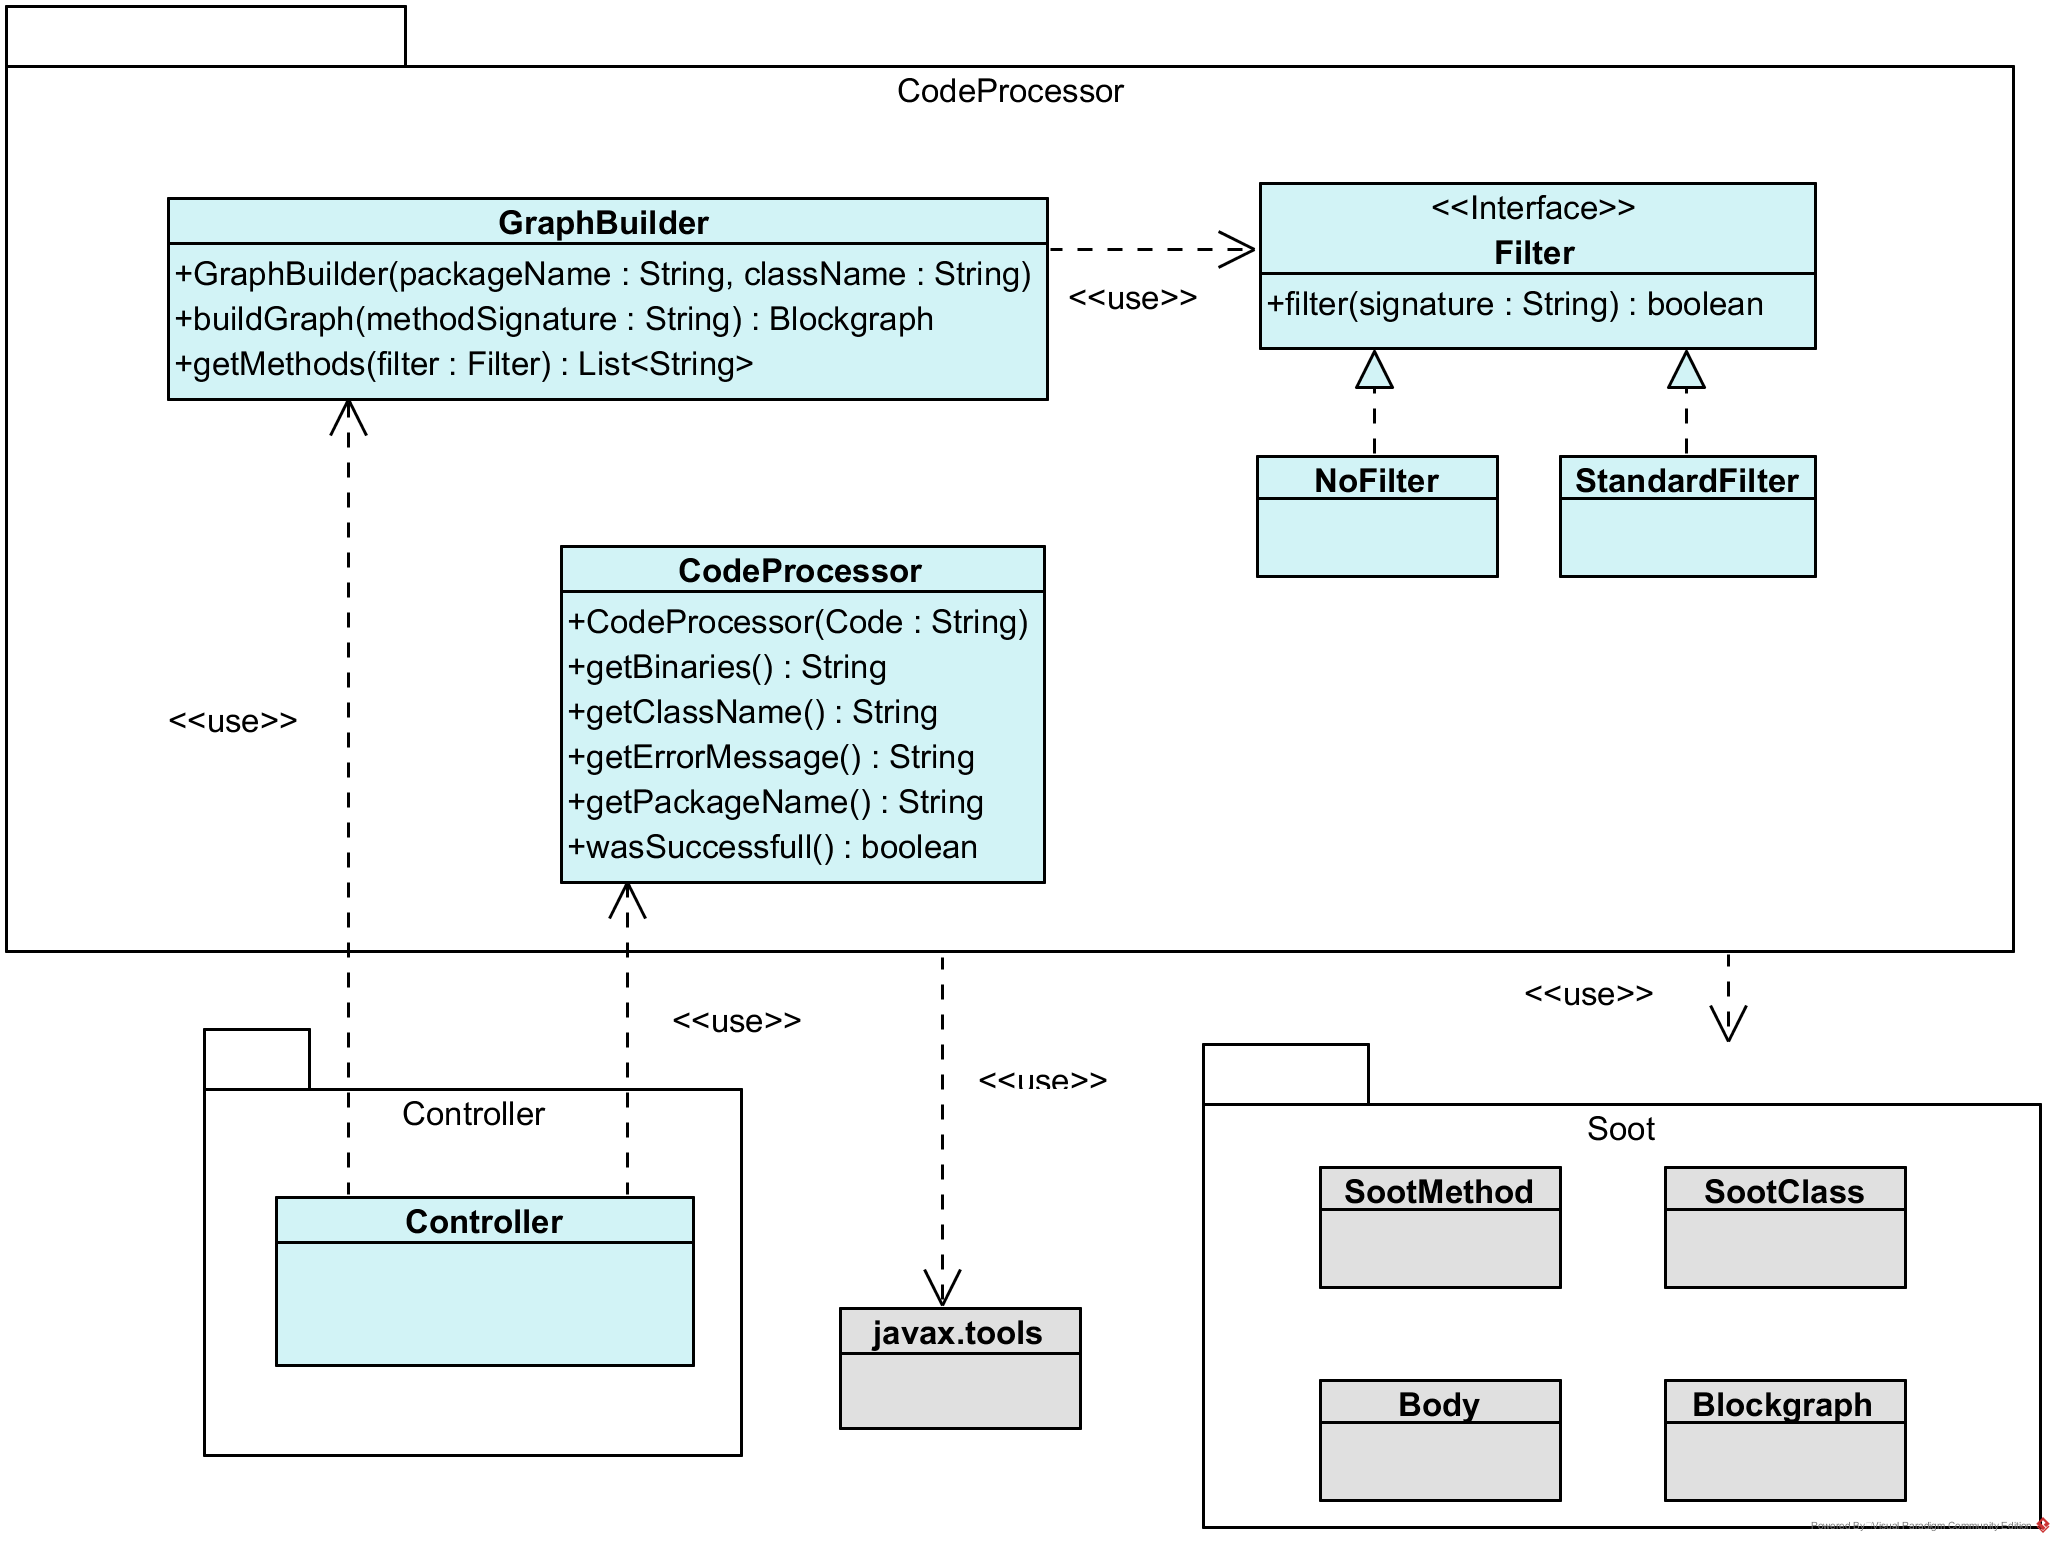 CodeProcessor
GraphBuilder
+GraphBuilder(packageName : String, className : String)
+buildGraph(methodSignature : String) : Blockgraph
+getMethods(filter : Filter) : List<String>
<<use>>
<<Interface>>
Filter
+filter(signature : String) : boolean
NoFilter
StandardFilter
CodeProcessor
+CodeProcessor(Code : String)
+getBinaries() : String
+getClassName() : String
+getErrorMessage() : String
+getPackageName() : String
+wasSuccessfull() : boolean
<<use>>
<<use>>
<<use>>
<<use>>
Controller
Controller
javax.tools
Soot
SootMethod
SootClass
Body
Blockgraph
Powered By Visual Paradigm Community Edition